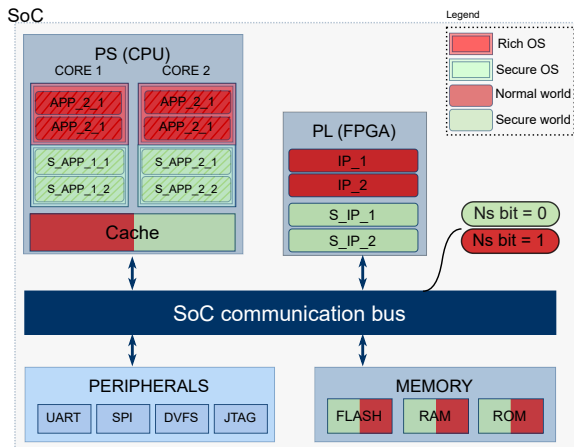 SoC
Legend
Rich OS
Secure OS
Normal world
Secure world
PS (CPU)
CORE 1
CORE 2
APP_2_1
APP_2_1
APP_2_1
APP_2_1
S_APP_1_1
S_APP_2_1
S_APP_1_2
S_APP_2_2
Cache
PL (FPGA)
IP_1
IP_2
S_IP_1
S_IP_2
Ns bit = 0
Ns bit = 1
SoC communication bus
PERIPHERALS
UART
SPI
DVFS
JTAG
MEMORY
FLASH
RAM
ROM